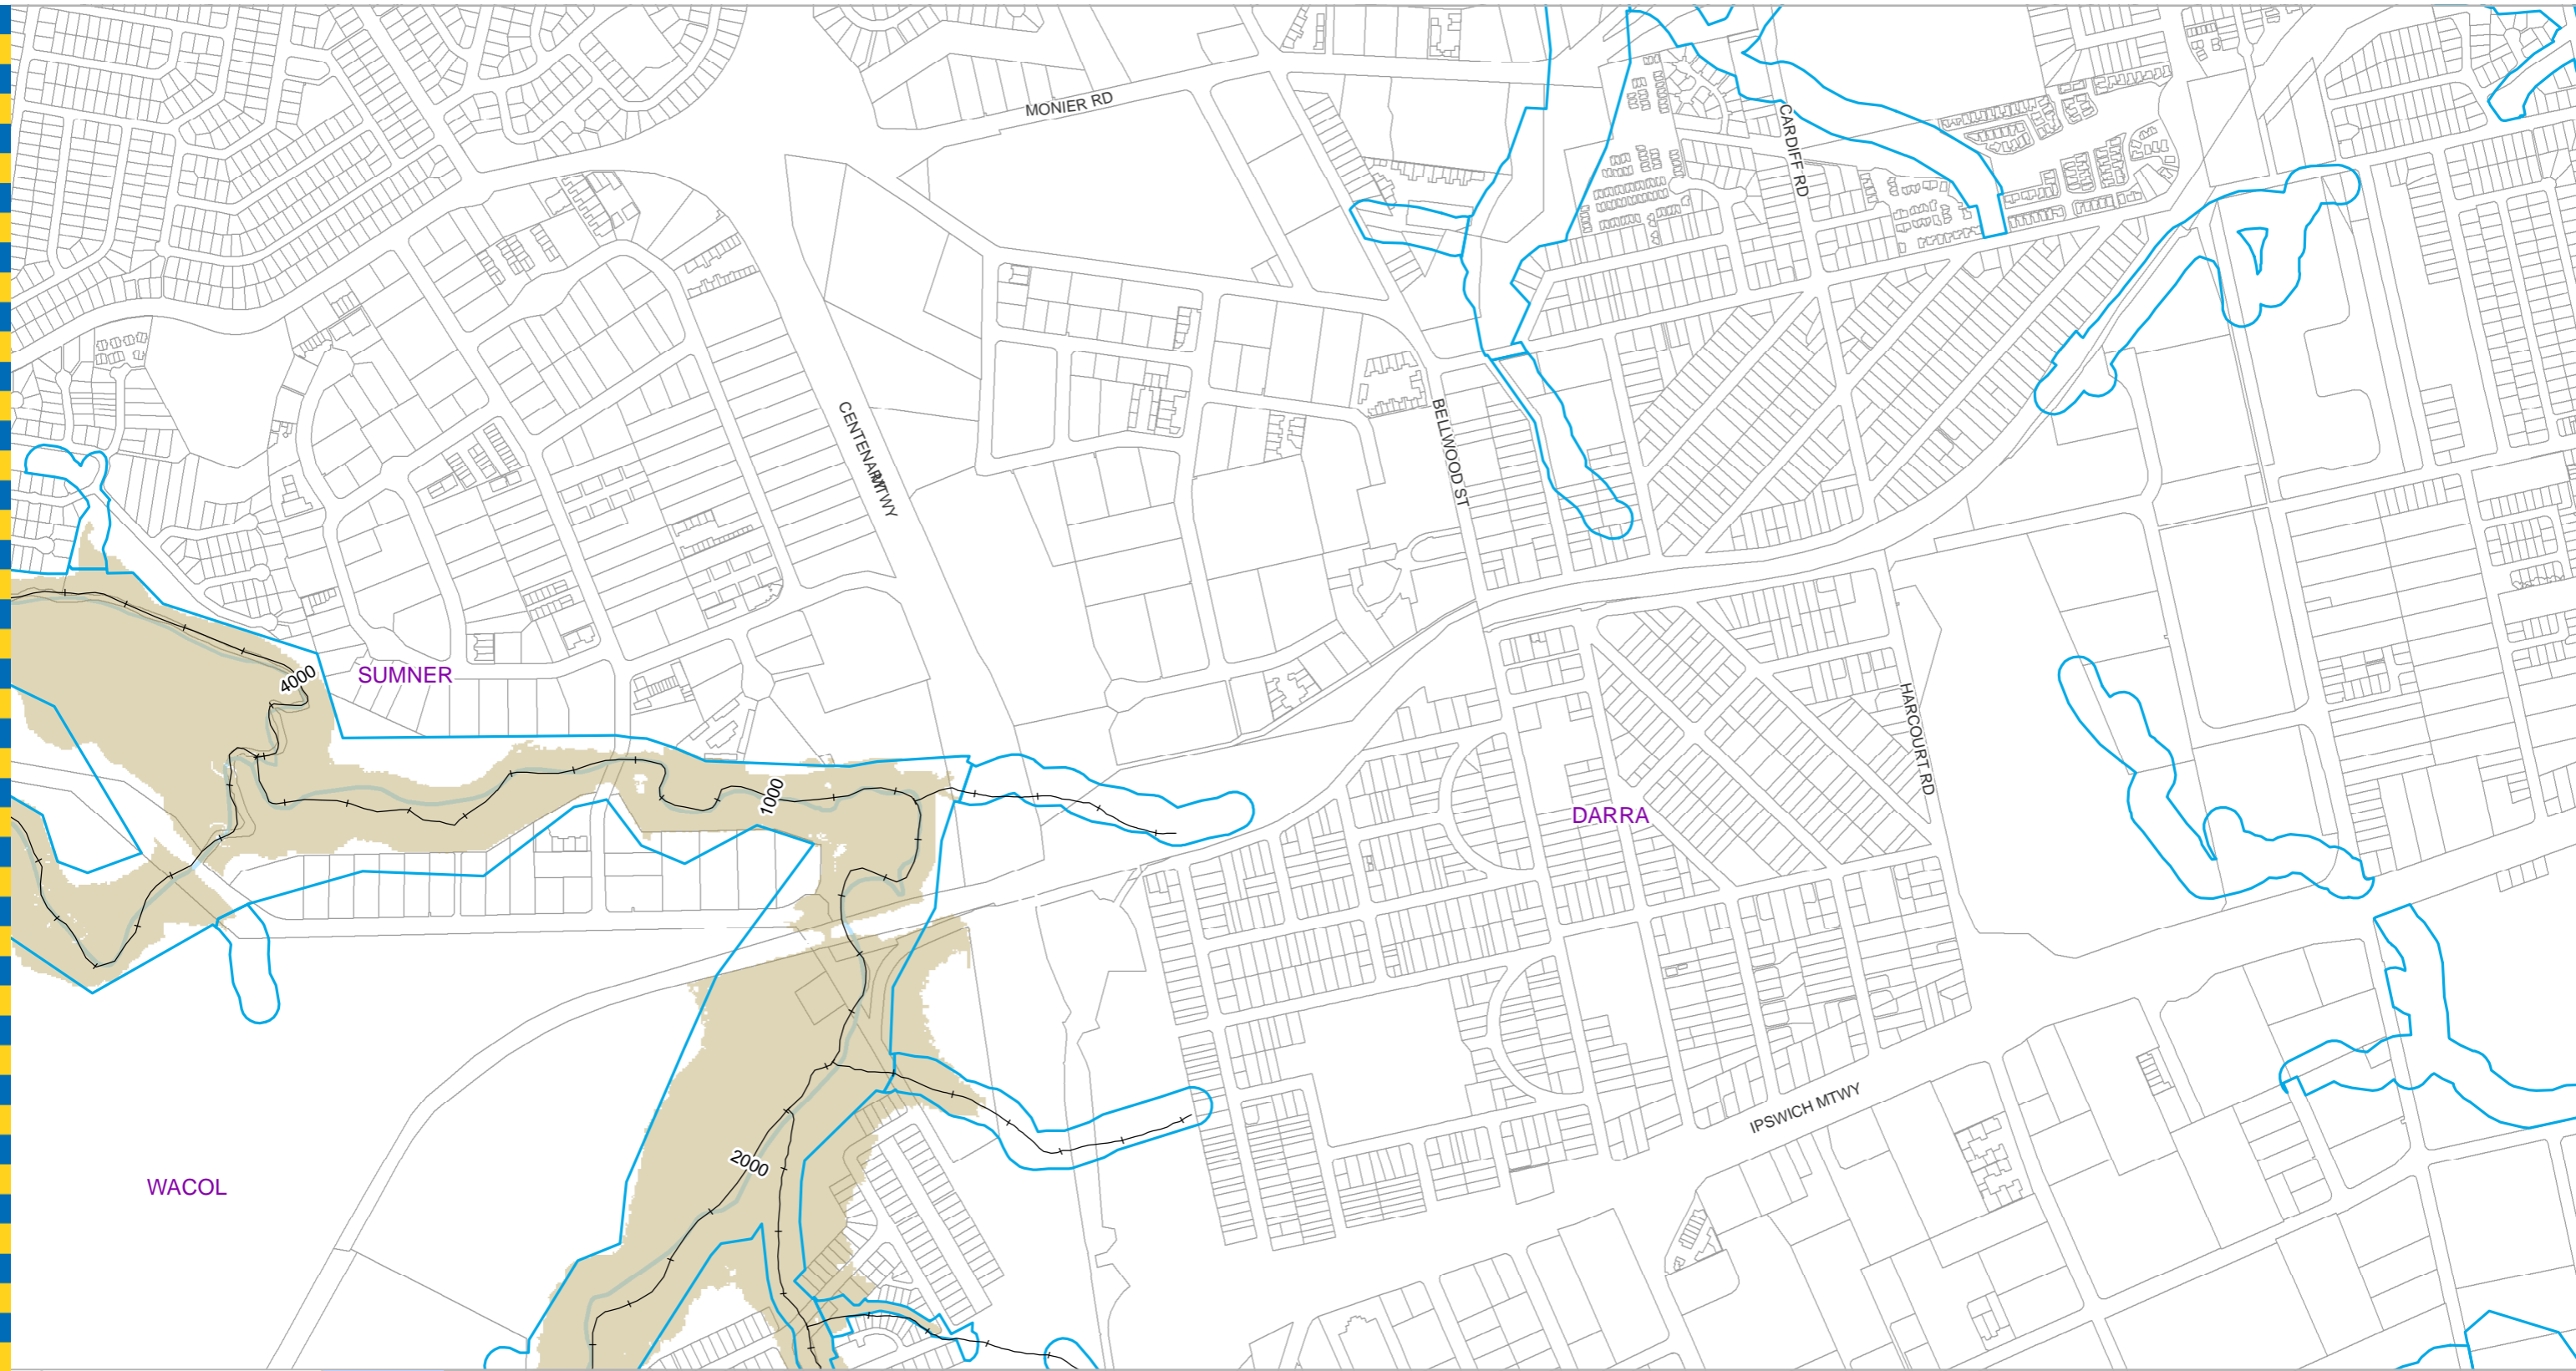 MONIER RD
CARDIFF RD
CENTENARY
MTWY
BELLWOOD ST
4000
SUMNER
HARCOURT RD
1000
DARRA
IPSWICH MTWY
2000
WACOL